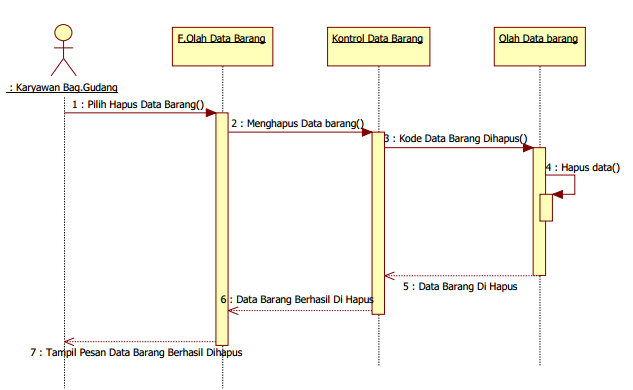 F.Olah Data Barang
Kontrol Data Barang
Olah Data barang
: Karyawan Bag.Gudang
1 : Pilih Hapus Data Barang()
2 : Menghapus Data barang()
3 : Kode Data Barang Dihapus()
4 : Hapus data()
5 : Data Barang Di Hapus
6 : Data Barang Berhasil Di Hapus
7 : Tampil Pesan Data Barang Berhasil Dihapus